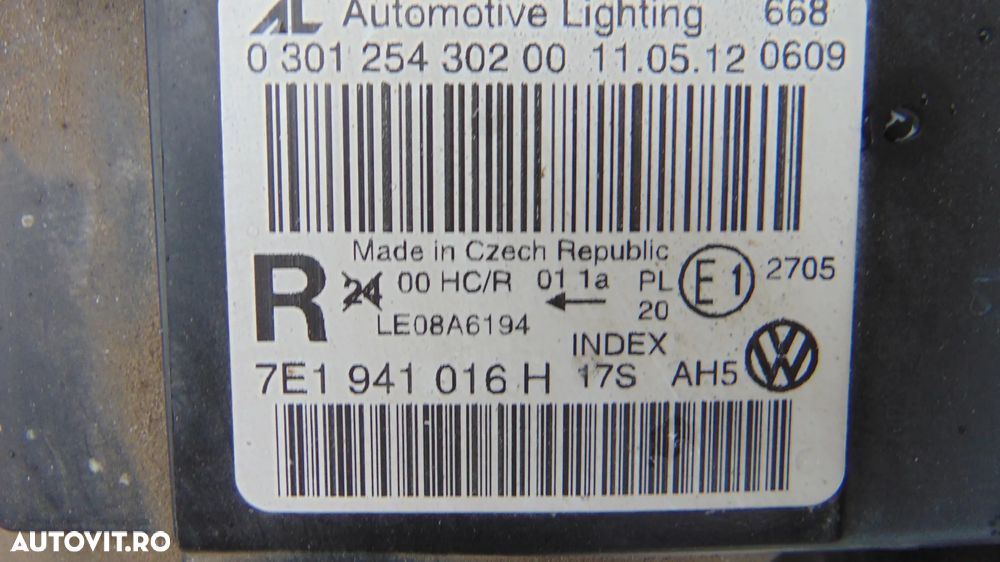 AL Automotive Lighting 668
0 301 254 302 00 11.05.12 0609
Made in Czech Republic
R 24 00 HC/R 01 1a PL E1 2705
20
LE08A6194
INDEX
7E1 941 016 H 17S AH5 VW
AUTOVIT.RO